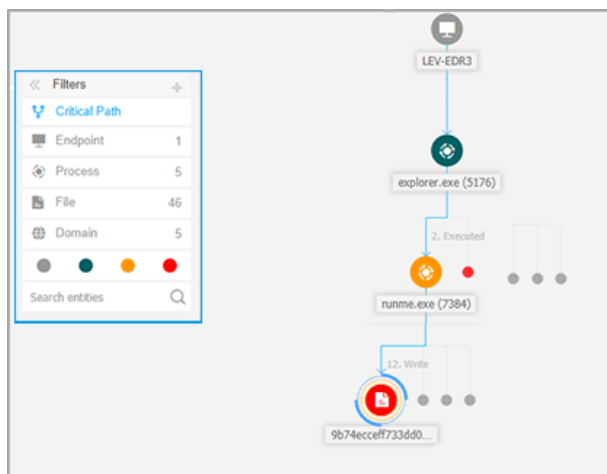 LEV-EDR3
Filters
Critical Path
Endpoint 1
Process 5
File 46
Domain 5
Search entities
explorer.exe (5176)
2. Executed
runme.exe (7384)
12. Write
9b74ecceff733dd0...